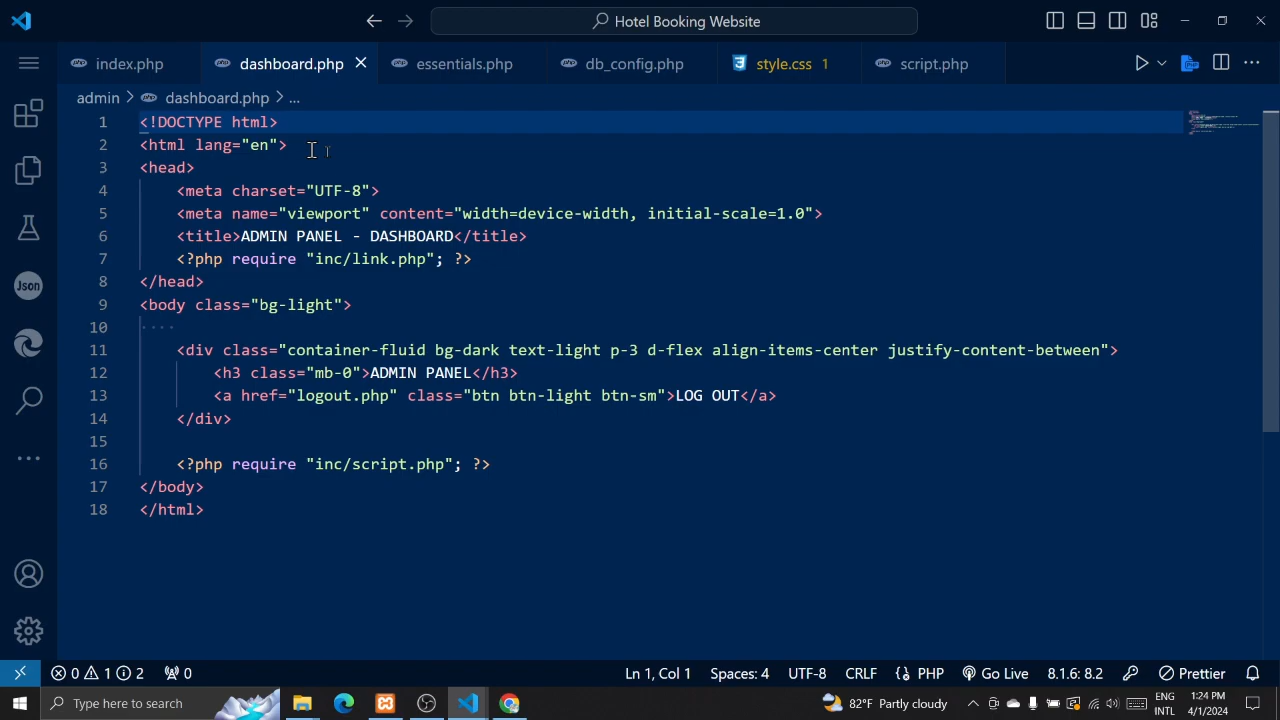 Hotel Booking Website
index.php
dashboard.php
essentials.php
db_config.php
style.css 1
script.php
admin > dashboard.php > ...
1 <!DOCTYPE html>
2 <html lang="en">
3 <head>
4 <meta charset="UTF-8">
5 <meta name="viewport" content="width=device-width, initial-scale=1.0">
6 <title>ADMIN PANEL - DASHBOARD</title>
7 <?php require "inc/link.php"; ?>
8 </head>
9 <body class="bg-light">
10
11 <div class="container-fluid bg-dark text-light p-3 d-flex align-items-center justify-content-between">
12 <h3 class="mb-0">ADMIN PANEL</h3>
13 <a href="logout.php" class="btn btn-light btn-sm">LOG OUT</a>
14 </div>
15
16 <?php require "inc/script.php"; ?>
17 </body>
18 </html>
Json
php
0 1 2 0 Ln 1, Col 1 Spaces: 4 UTF-8 CRLF {} PHP Go Live 8.1.6: 8.2 Prettier
Type here to search
82°F Partly cloudy
ENG
INTL
1:24 PM
4/1/2024